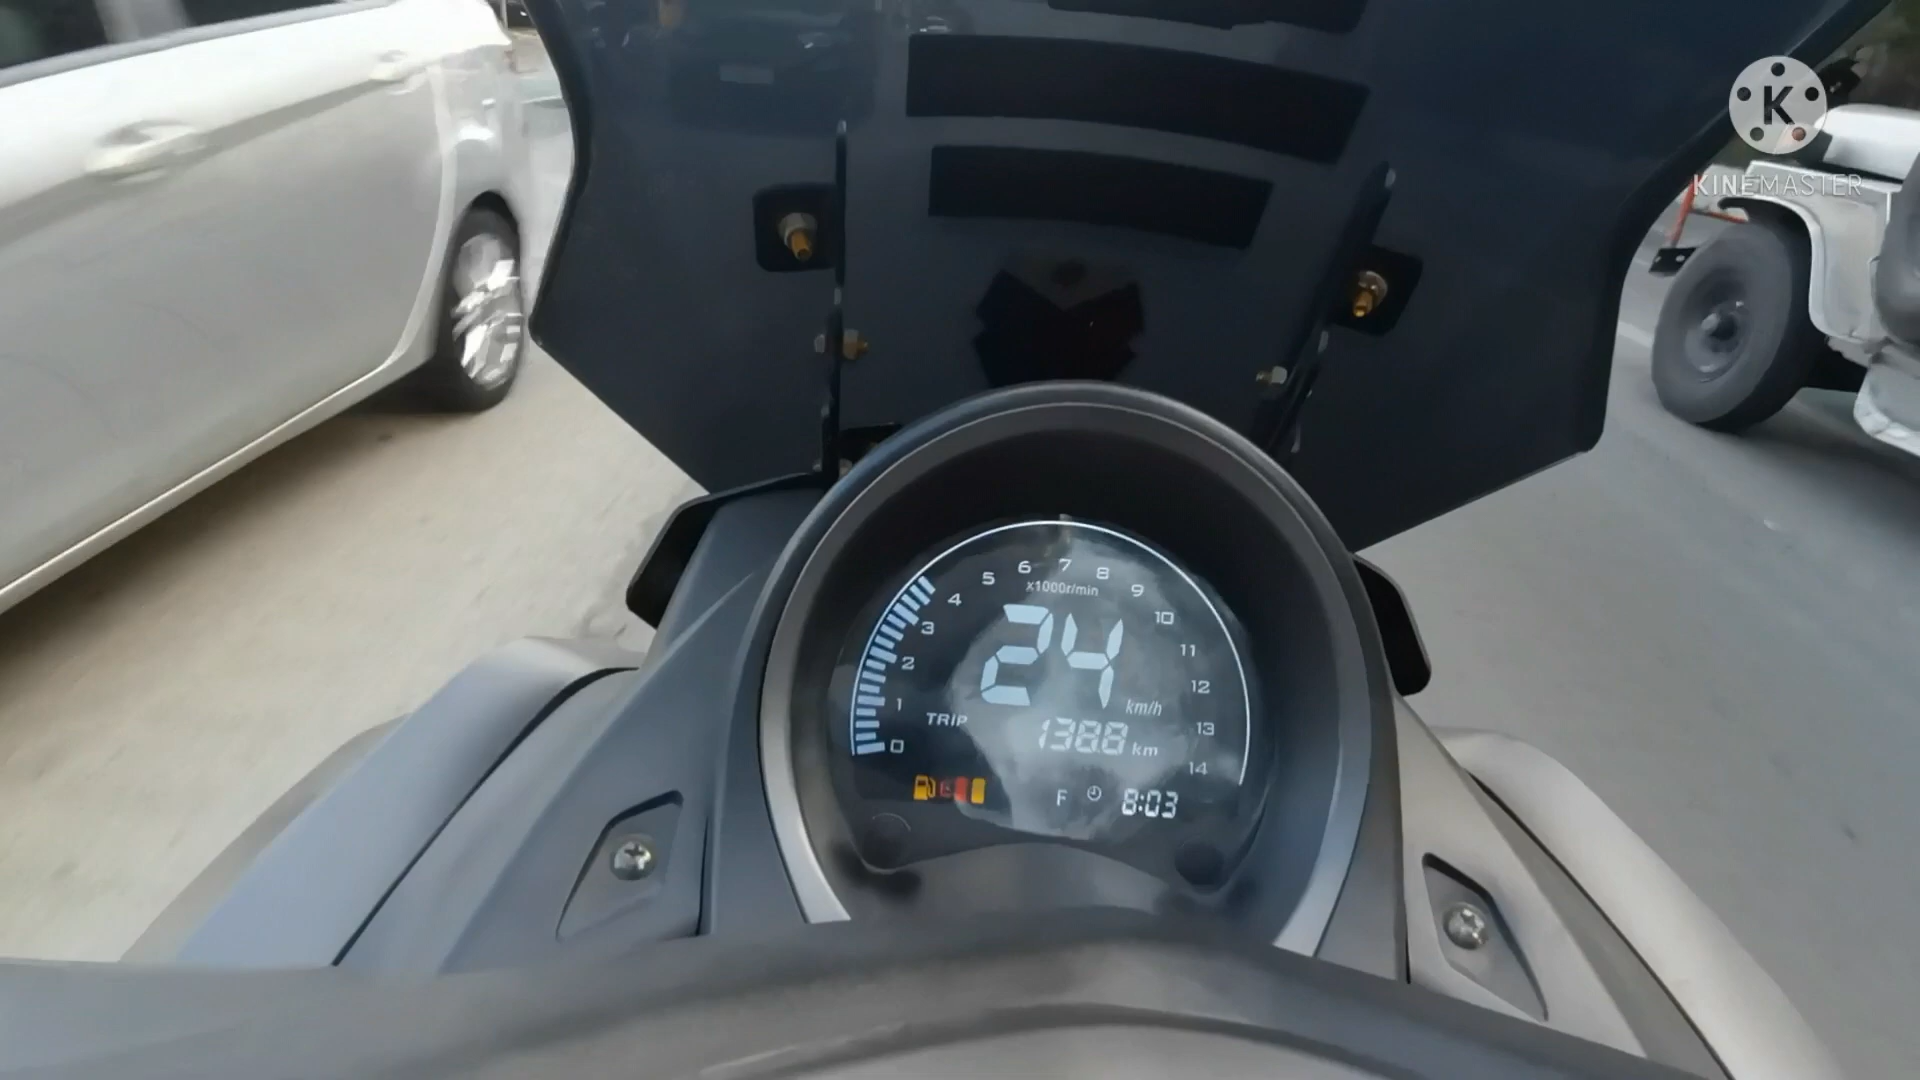 K
KINEMASTER
5 6 7 8 9
x1000r/min
4 10
3 24 11
2 12
1 km/h
TRIP 13
0 138.8 km 14
F 8:03